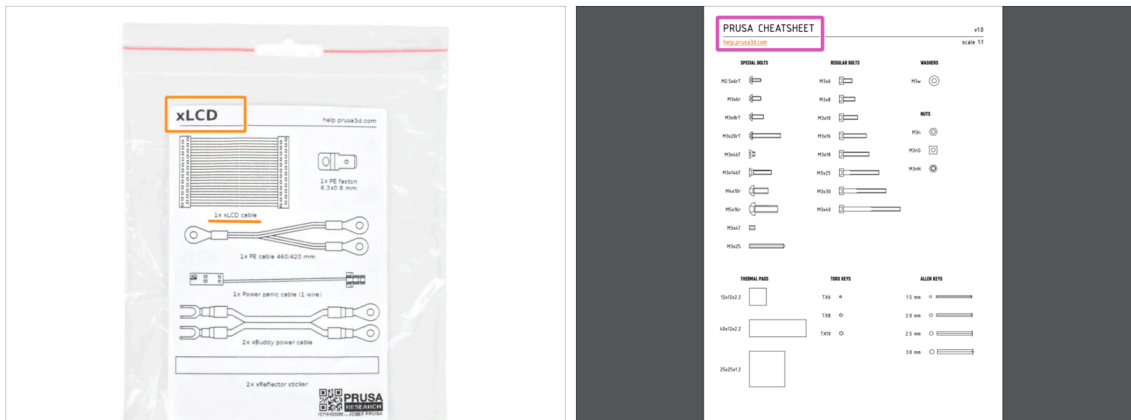 xLCD
help.prusa3d.com
1x PE faston
6.3x0.8 mm
1x xLCD cable
1x PE cable 460/420 mm
1x Power panic cable (1 wire)
2x xBuddy power cable
2x xReflector sticker
PRUSA
RESEARCH
by JOSEF PRUSA
PRUSA CHEATSHEET
v1.0
help.prusa3d.com
scale 1:1
SPECIAL BOLTS
M2.5x6rT
M3x6r
M3x8rT
M3x20rT
M3x4bT
M3x14bT
M4x10r
M5x16r
M3x4T
M3x25
REGULAR BOLTS
M3x6
M3x8
M3x10
M3x16
M3x18
M3x25
M3x30
M3x40
WASHERS
M3w
NUTS
M3n
M3nS
M3nN
THERMAL PADS
12x12x2.2
40x12x2.2
25x25x1.2
TORX KEYS
TX6
TX8
TX10
ALLEN KEYS
1.5 mm
2.0 mm
2.5 mm
3.0 mm